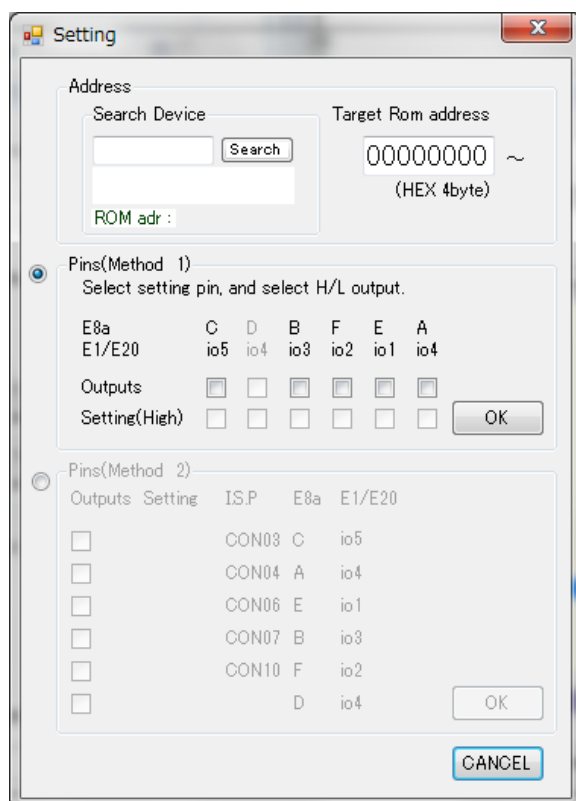 Setting
Address
Search Device
Target Rom address
Search
00000000 ～
(HEX 4byte)
ROM adr :
Pins(Method 1)
Select setting pin, and select H/L output.
E8a C D B F E A
E1/E20 io5 io4 io3 io2 io1 io4
Outputs
Setting(High)
OK
Pins(Method 2)
Outputs Setting I.S.P E8a E1/E20
CON03 C io5
CON04 A io4
CON06 E io1
CON07 B io3
CON10 F io2
D io4
OK
CANCEL